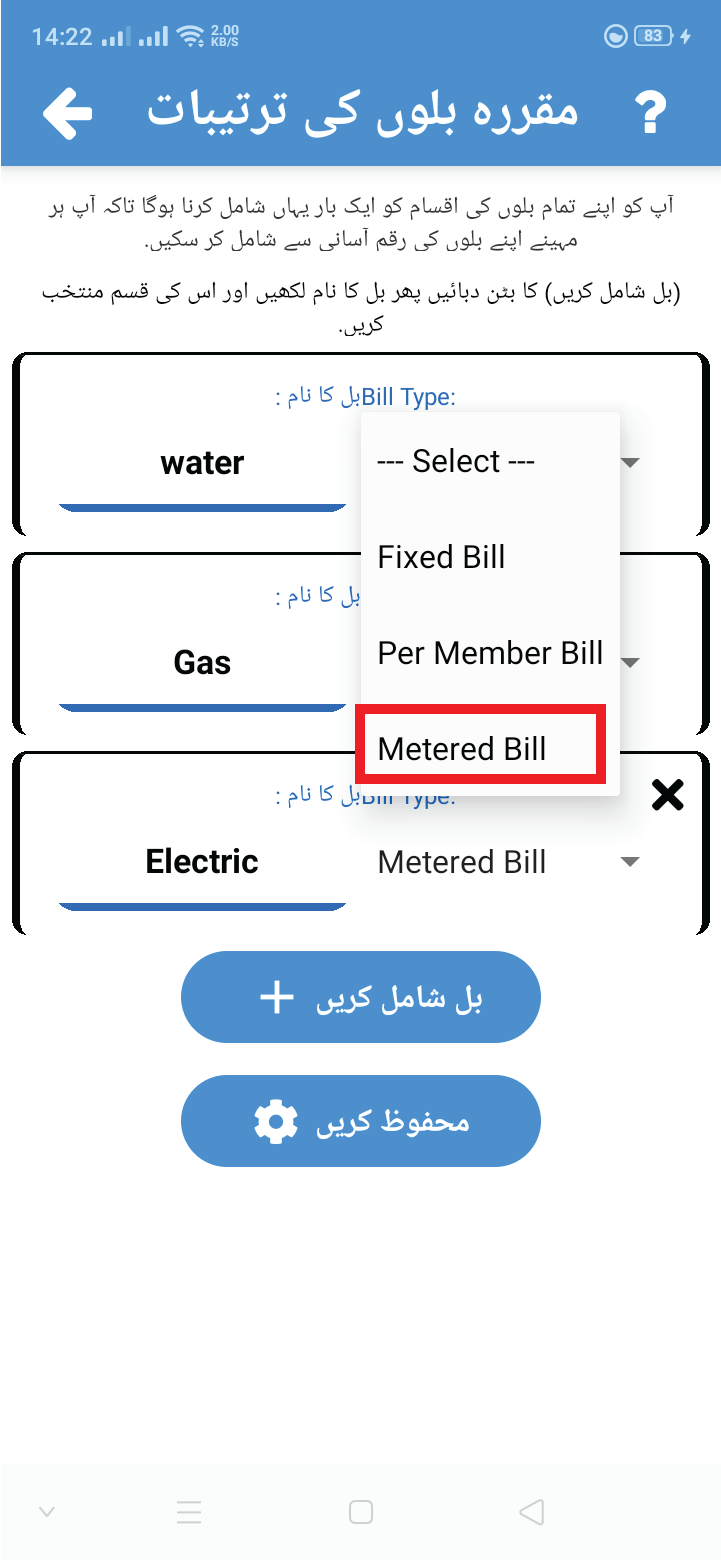 14:22 2.00 KB/S 83
مقررہ بلوں کی ترتیبات ?
آپ کو اپنے تمام بلوں کی اقسام کو ایک بار یہاں شامل کرنا ہوگا تاکہ آپ ہر
مہینے اپنے بلوں کی رقم آسانی سے شامل کر سکیں.
(بل شامل کریں) کا بٹن دبائیں پھر بل کا نام لکھیں اور اس کی قسم منتخب
کریں.
بل کا نام : Bill Type:
water
--- Select ---
Fixed Bill
بل کا نام :
Gas
Per Member Bill
Metered Bill
بل کا نام : Bill Type:
Electric Metered Bill
بل شامل کریں
محفوظ کریں